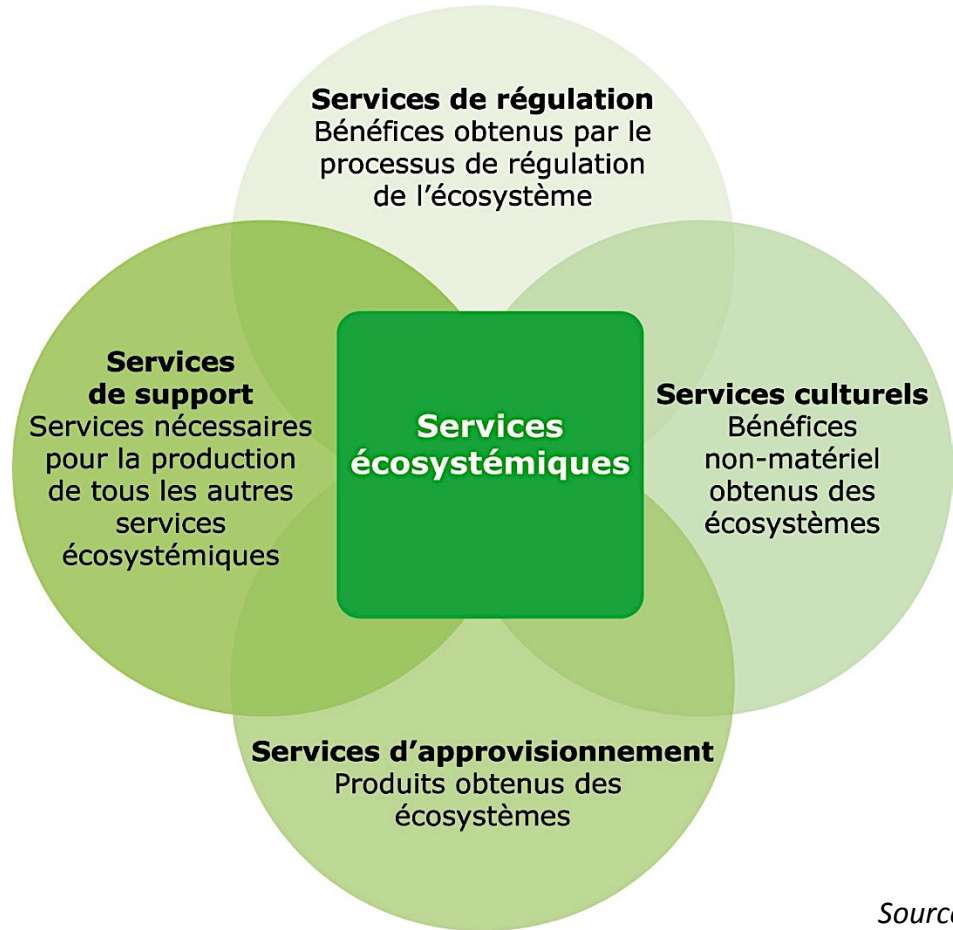 Services de régulation
Bénéfices obtenus par le
processus de régulation
de l'écosystème
Services
de support
Services nécessaires
pour la production
de tous les autres
services
écosystémiques
Services
écosystémiques
Services culturels
Bénéfices
non-matériel
obtenus des
écosystèmes
Services d'approvisionnement
Produits obtenus des
écosystèmes
Source